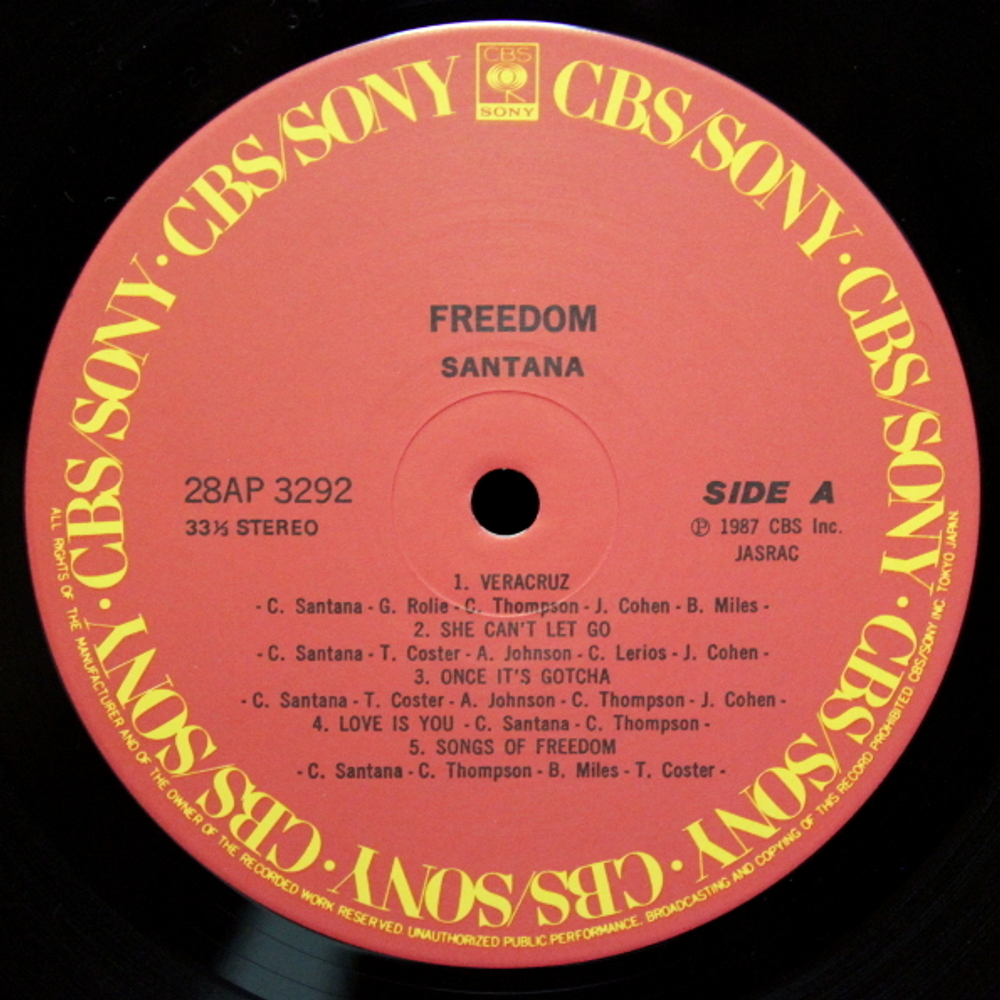 CBS
SONY
CBS/SONY · CBS/SONY · CBS/SONY · CBS/SONY · CBS/SONY · CBS/SONY · CBS/SONY · CBS/SONY
FREEDOM
SANTANA
28AP 3292
33⅓ STEREO
SIDE A
Ⓟ 1987 CBS Inc.
JASRAC
1. VERACRUZ
- C. Santana - G. Rolie - C. Thompson - J. Cohen - B. Miles -
2. SHE CAN'T LET GO
- C. Santana - T. Coster - A. Johnson - C. Lerios - J. Cohen -
3. ONCE IT'S GOTCHA
- C. Santana - T. Coster - A. Johnson - C. Thompson - J. Cohen -
4. LOVE IS YOU - C. Santana - C. Thompson -
5. SONGS OF FREEDOM
- C. Santana - C. Thompson - B. Miles - T. Coster -
ALL RIGHTS OF THE MANUFACTURER AND OF THE OWNER OF THE RECORDED WORK RESERVED. UNAUTHORIZED PUBLIC PERFORMANCE, BROADCASTING AND COPYING OF THIS RECORD PROHIBITED CBS/SONY INC. TOKYO JAPAN.